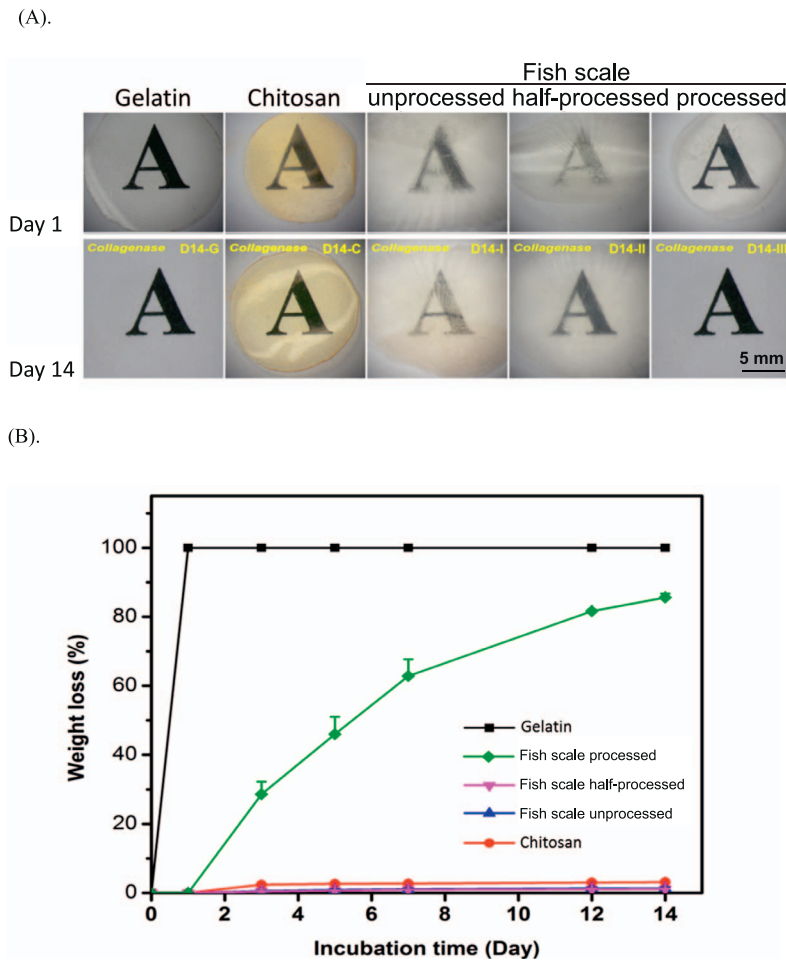 (A).
Fish scale
Gelatin Chitosan unprocessed half-processed processed
A A A A A
Day 1
Collagenase D14-G Collagenase D14-C Collagenase D14-I Collagenase D14-II Collagenase D14-III
A A A A A
5 mm
Day 14
(B).
100
80
60
40
20
0
Weight loss (%)
Gelatin
Fish scale processed
Fish scale half-processed
Fish scale unprocessed
Chitosan
0 2 4 6 8 10 12 14
Incubation time (Day)